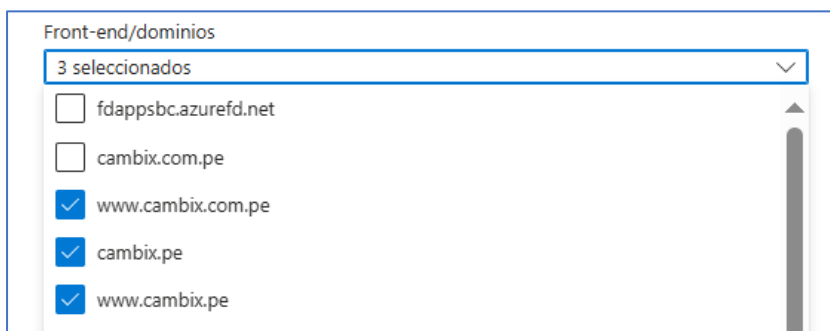 Front-end/dominios
3 seleccionados
fdappsbc.azurefd.net
cambix.com.pe
www.cambix.com.pe
cambix.pe
www.cambix.pe